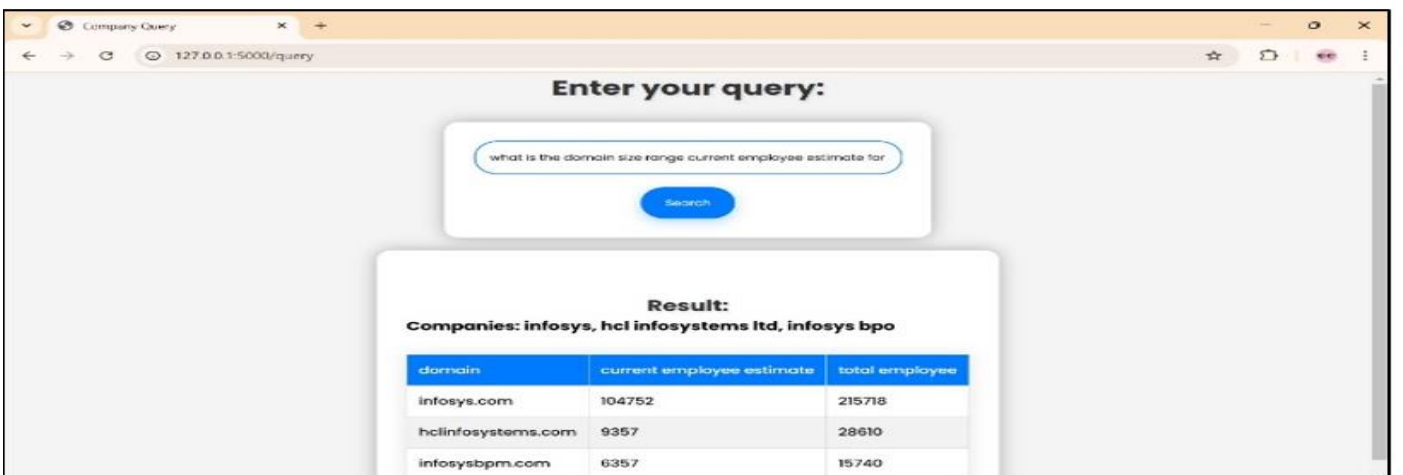 Company Query
127.0.0.1:5000/query
Enter your query:
what is the domain size range current employee estimate for
Search
Result:
Companies: infosys, hcl infosystems ltd, infosys bpo
domain current employee estimate total employee
infosys.com 104752 215718
hclinfosystems.com 9357 28610
infosysbpm.com 6357 15740